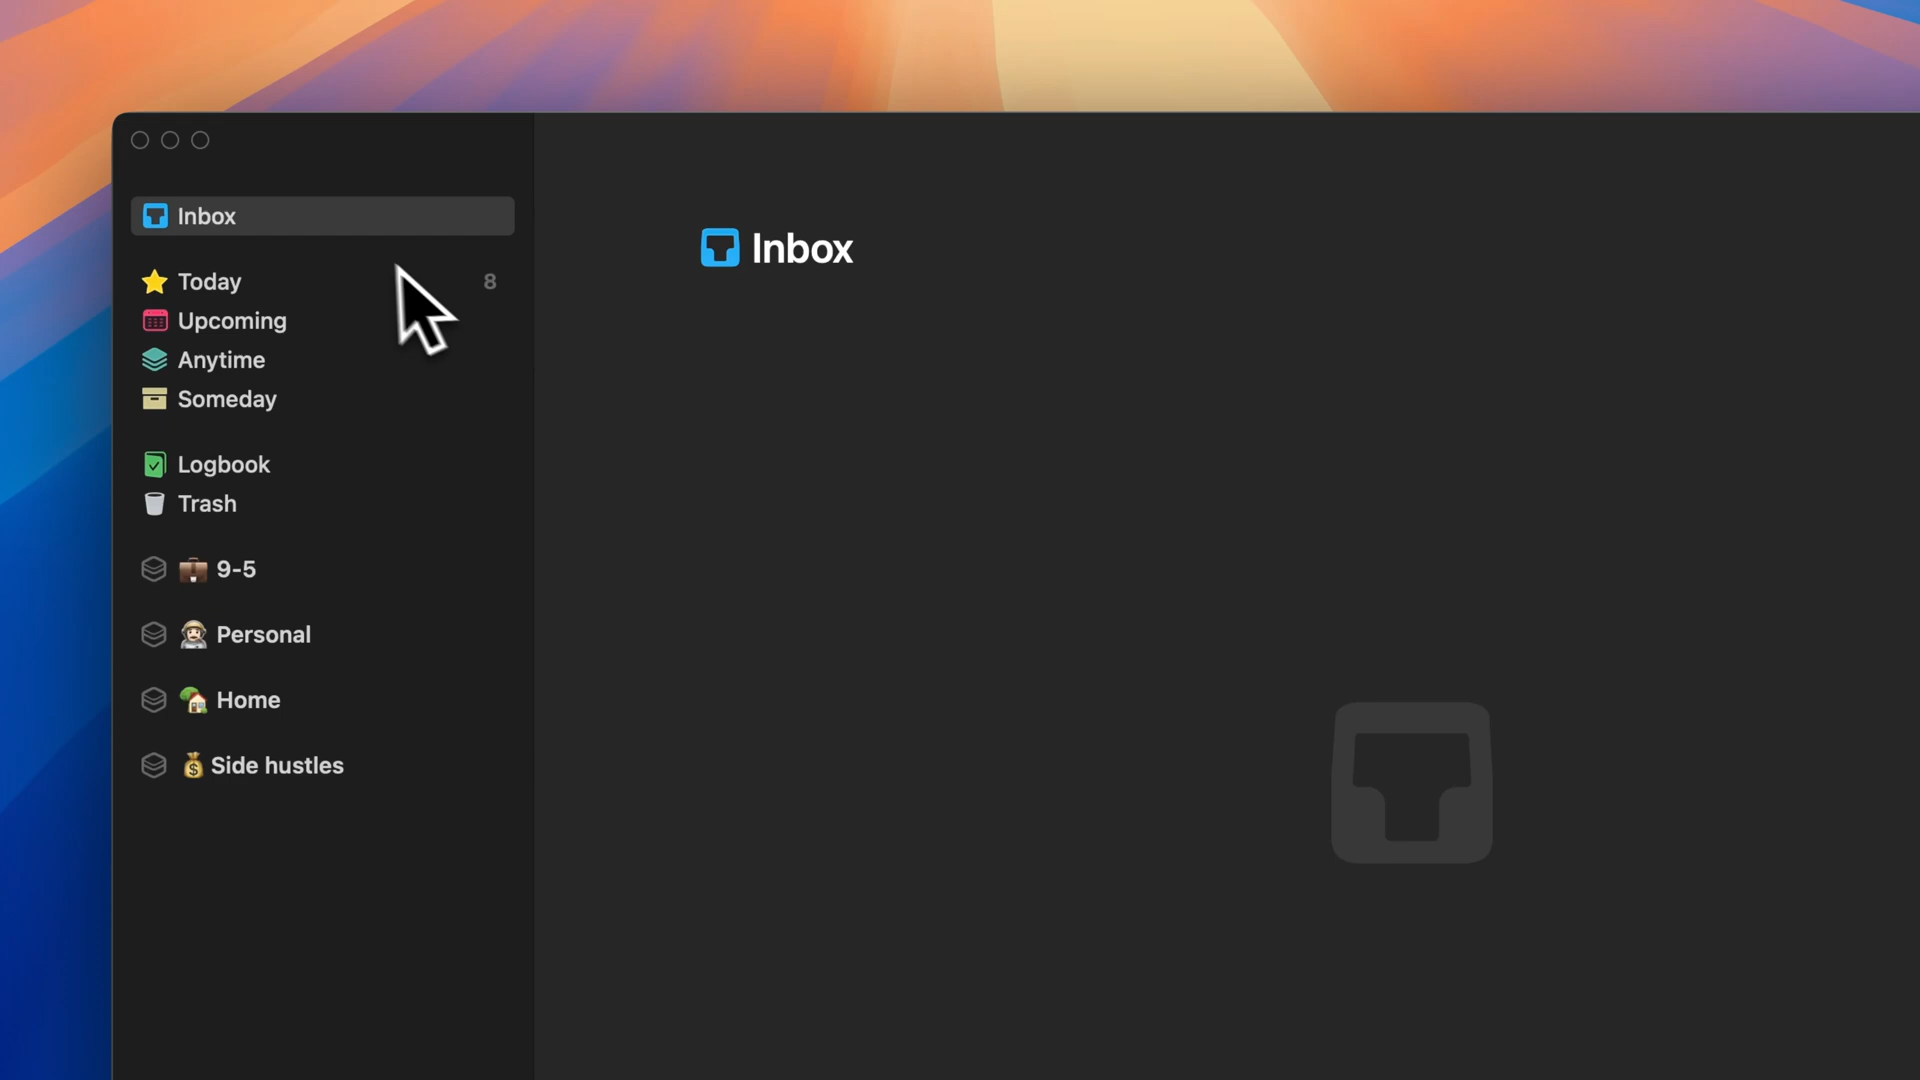 Inbox
Inbox
Today 8
Upcoming
Anytime
Someday
Logbook
Trash
9-5
Personal
Home
Side hustles